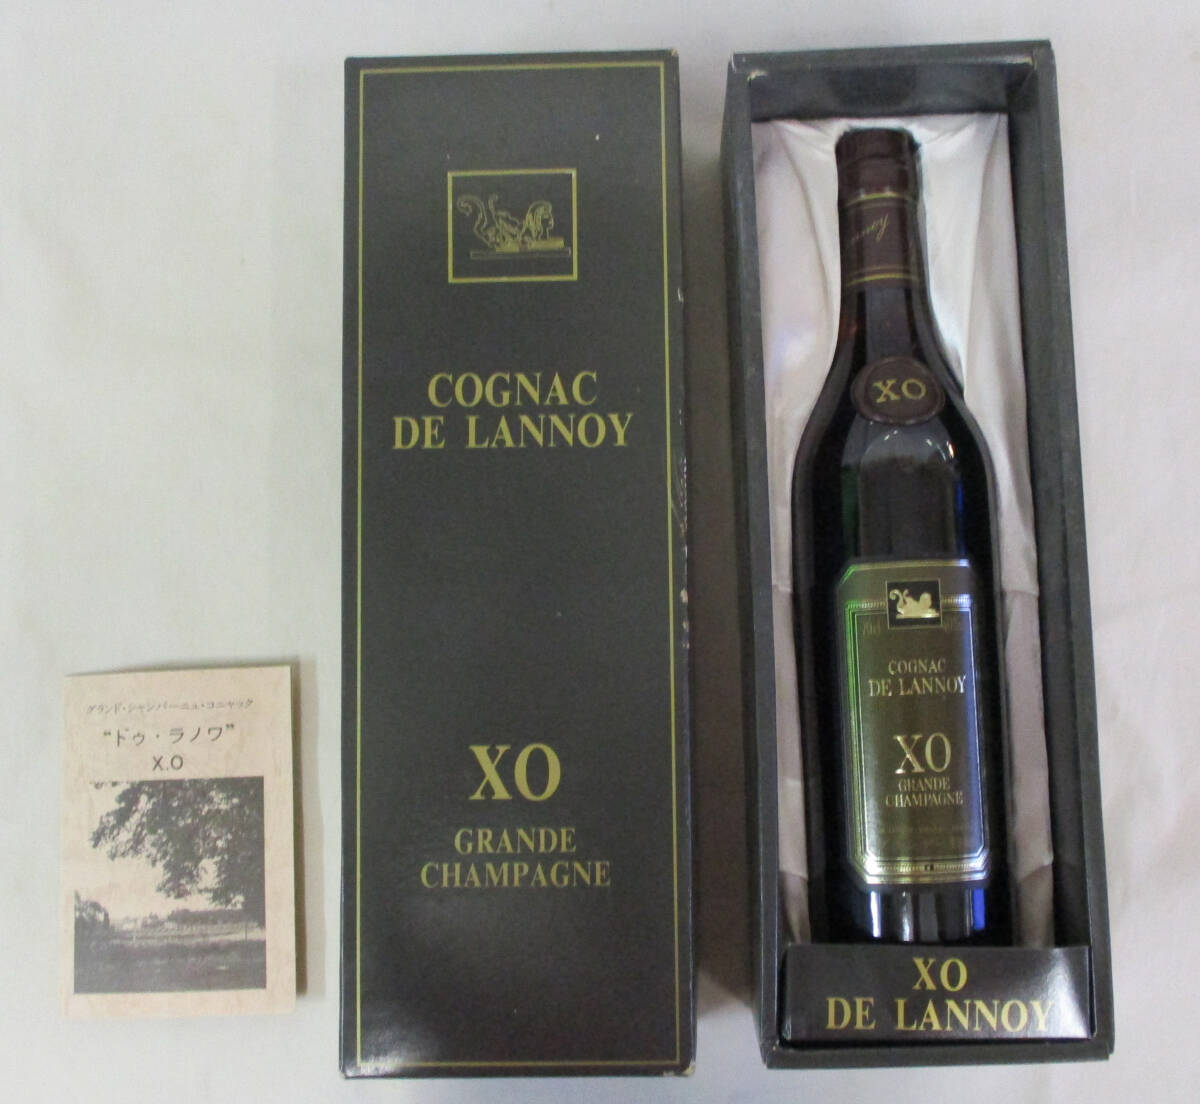 グランド・シャンパーニュ・コニャック
“ドゥ・ラノワ”
X.O
COGNAC
DE LANNOY
XO
GRANDE
CHAMPAGNE
XO
COGNAC
DE LANNOY
XO
GRANDE
CHAMPAGNE
XO
DE LANNOY